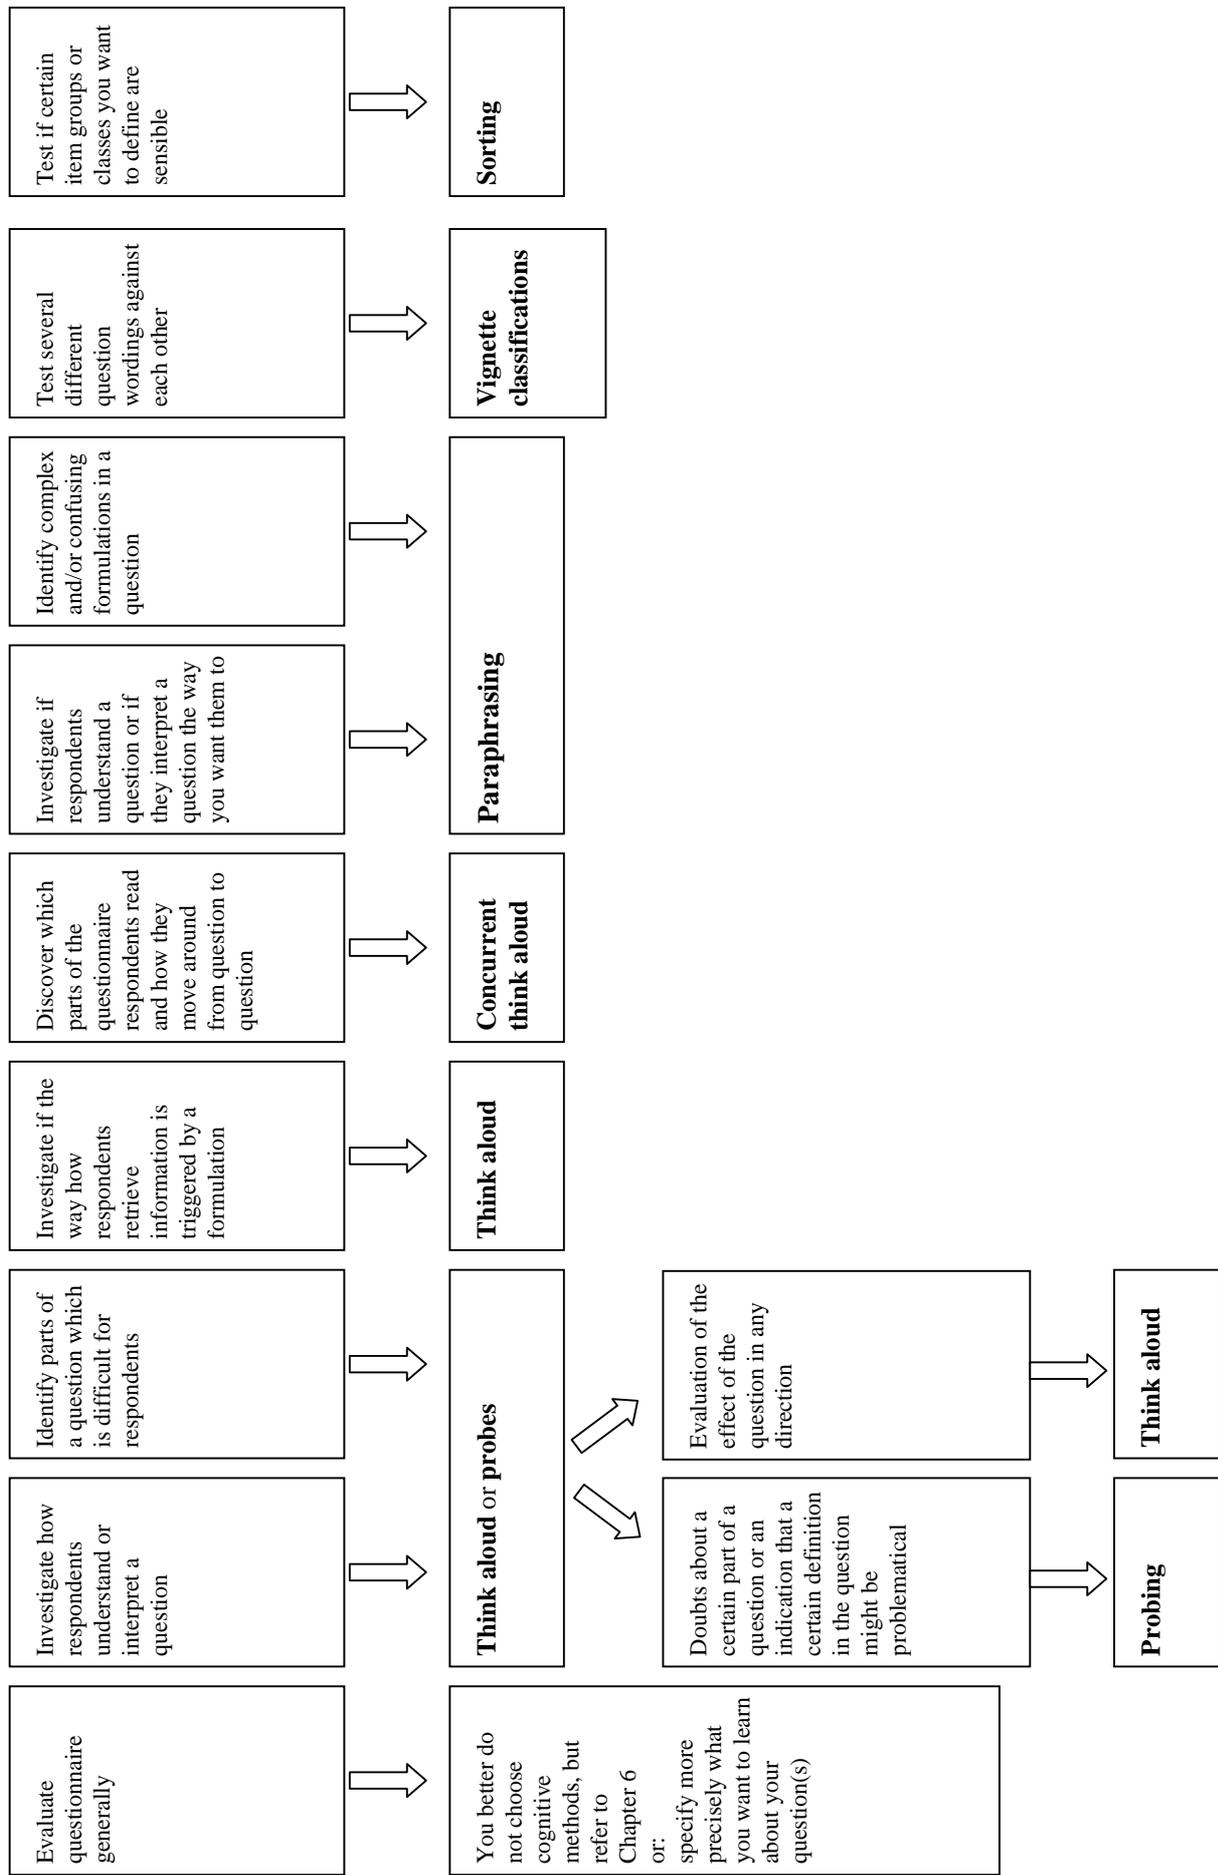 Evaluate
questionnaire
generally
Investigate how
respondents
understand or
interpret a
question
Identify parts of
a question which
is difficult for
respondents
Investigate if the
way how
respondents
retrieve
information is
triggered by a
formulation
Discover which
parts of the
questionnaire
respondents read
and how they
move around
from question to
question
Investigate if
respondents
understand a
question or if
they interpret a
question the way
you want them to
Identify complex
and/or confusing
formulations in a
question
Test several
different
question
wordings against
each other
Test if certain
item groups or
classes you want
to define are
sensible
You better do
not choose
cognitive
methods, but
refer to
Chapter 6
or:
specify more
precisely what
you want to learn
about your
question(s)
Think aloud or probes
Think aloud
Concurrent
think aloud
Paraphrasing
Vignette
classifications
Sorting
Doubts about a
certain part of a
question or an
indication that a
certain definition
in the question
might be
problematical
Evaluation of the
effect of the
question in any
direction
Probing
Think aloud